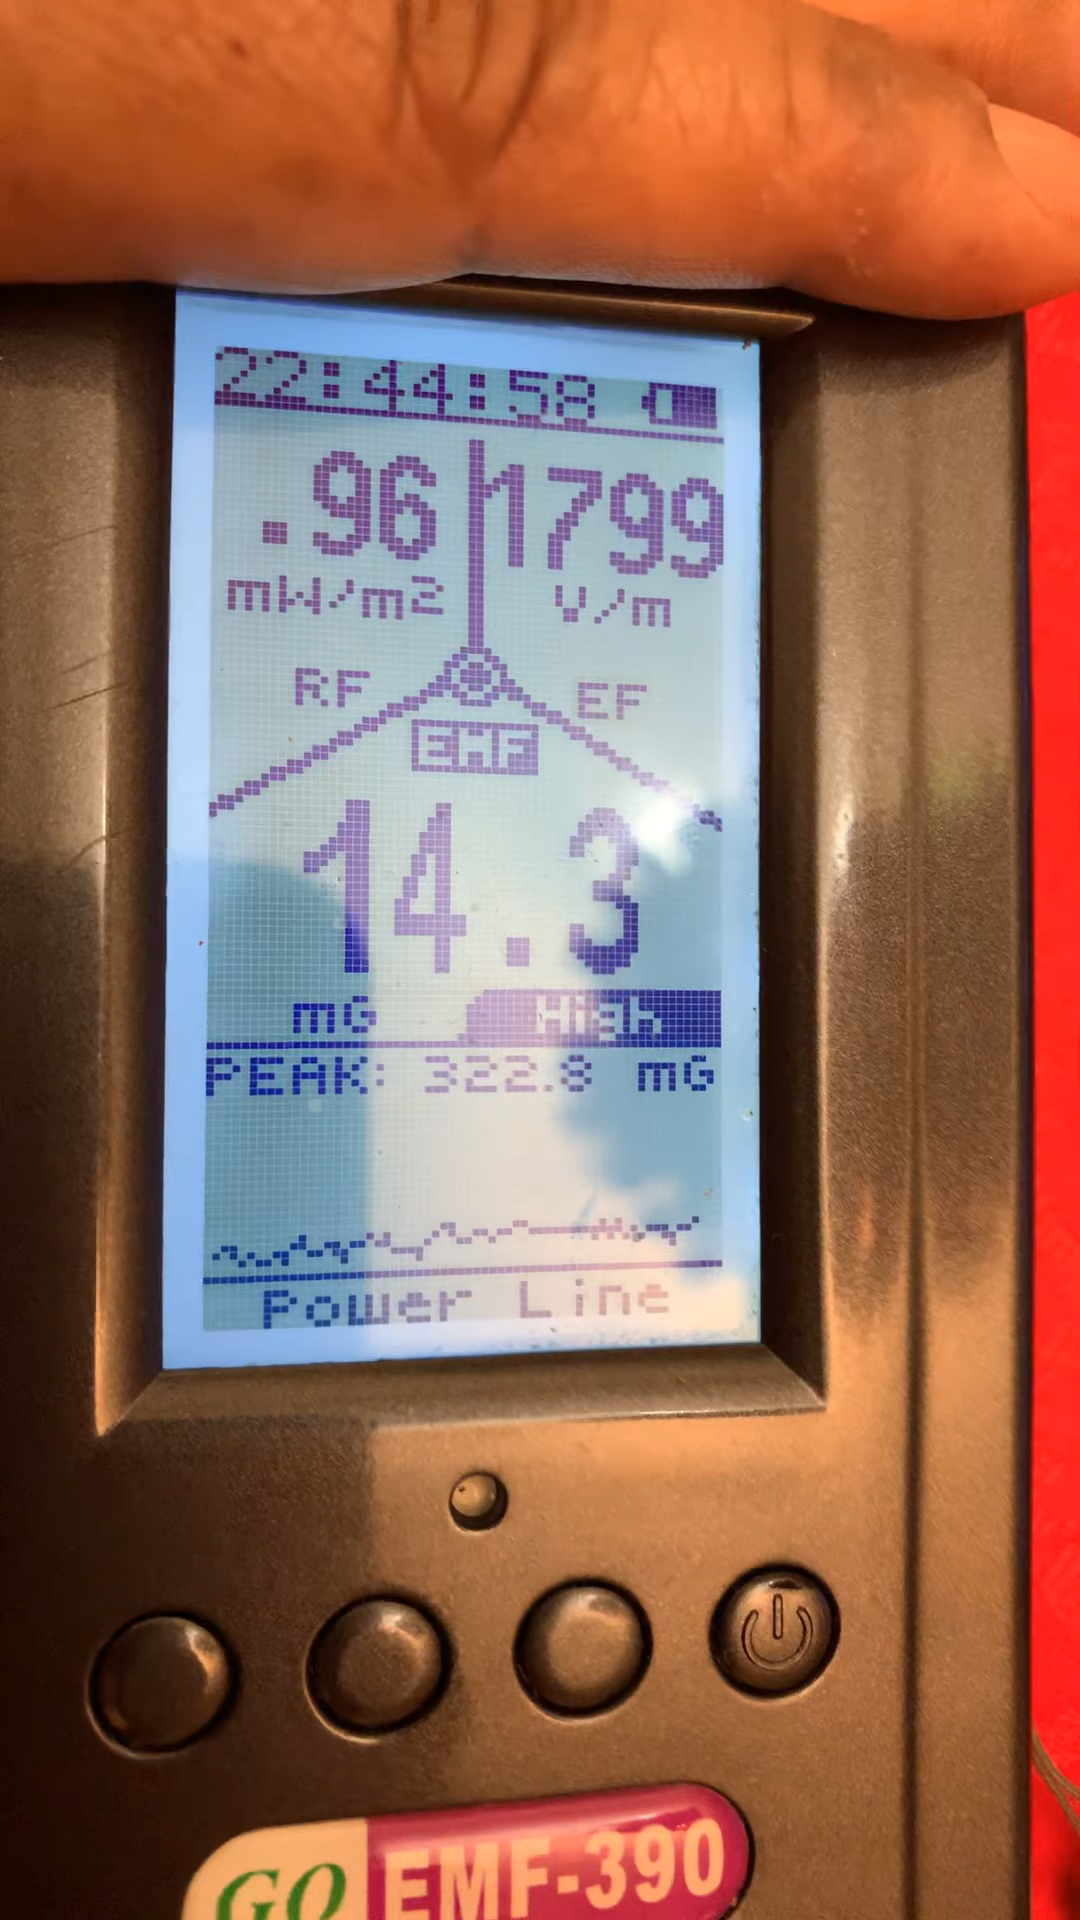 22:44:58
.96 1799
mW/m2 V/m
RF EF
EMF
14.3
mG High
PEAK: 322.8 mG
Power Line
GQ EMF-390